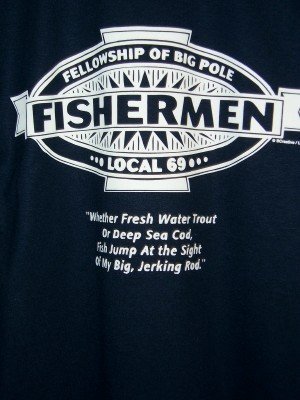 FELLOWSHIP OF BIG POLE
FISHERMEN
LOCAL 69
"Whether Fresh Water Trout
Or Deep Sea Cod,
Fish Jump At the Sight
Of My Big, Jerking Rod."